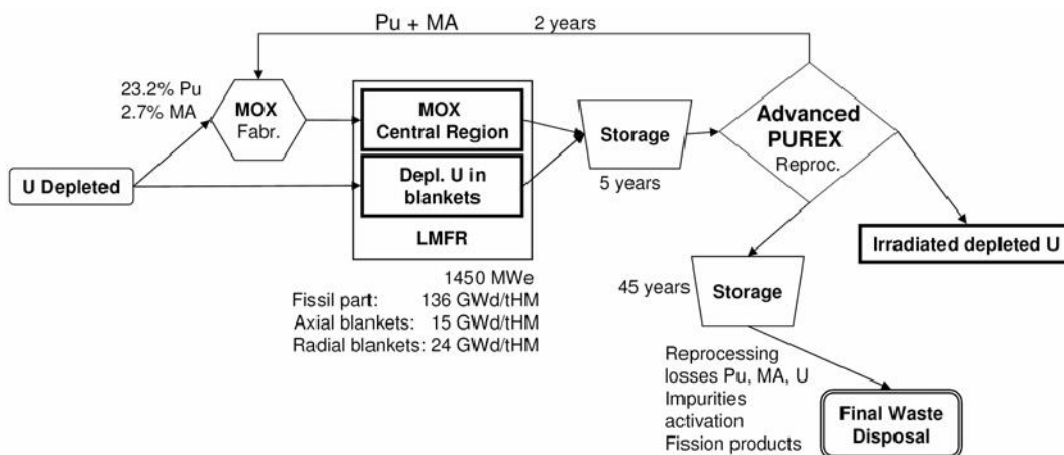 Pu + MA
2 years
23.2% Pu
2.7% MA
MOX
Fabr.
MOX
Central Region
Storage
Advanced
PUREX
Reproc.
U Depleted
Depl. U in
blankets
5 years
LMFR
Irradiated depleted U
1450 MWe
Fissil part: 136 GWd/tHM
Axial blankets: 15 GWd/tHM
Radial blankets: 24 GWd/tHM
45 years
Storage
Reprocessing
losses Pu, MA, U
Impurities
activation
Fission products
Final Waste
Disposal